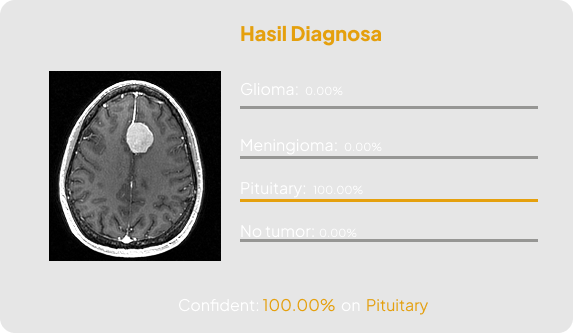 Hasil Diagnosa
Glioma: 0.00%
Meningioma: 0.00%
Pituitary: 100.00%
No tumor: 0.00%
Confident: 100.00% on Pituitary